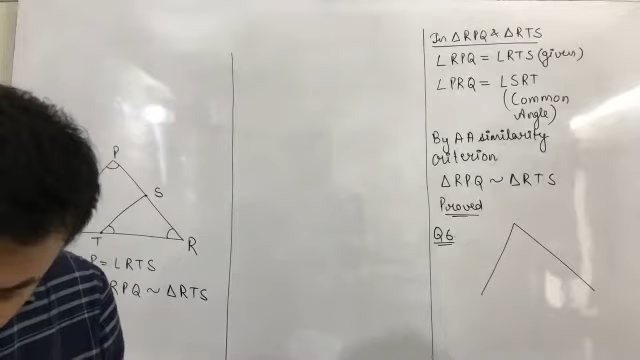 P
S
T
R
P = LRTS
RPQ ~ ΔRTS
In ΔRPQ & ΔRTS
∠RPQ = ∠RTS (given)
∠PRQ = ∠SRT
(Common
Angle)
By AA similarity
criterion
ΔRPQ ~ ΔRTS
Proved
Q6